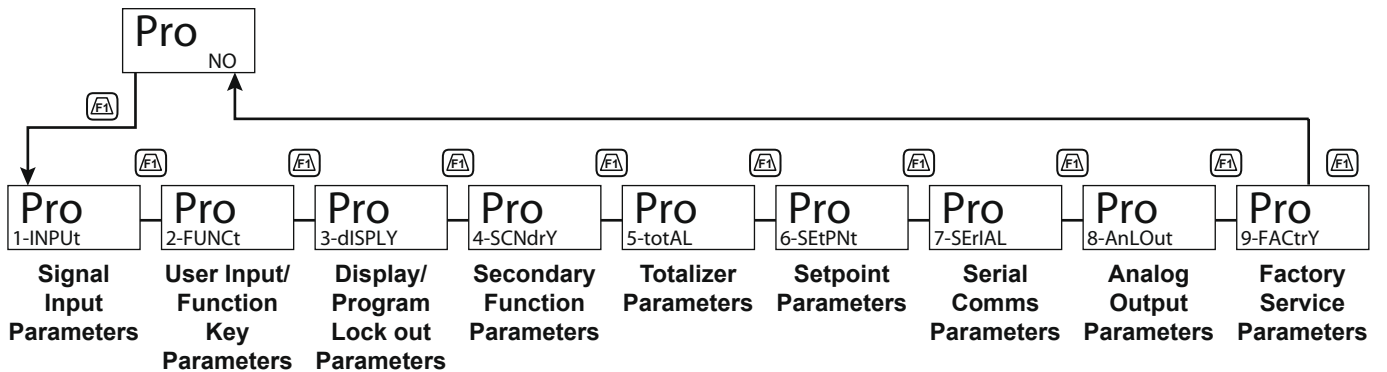 Pro
NO
F1
F1 F1 F1 F1 F1 F1 F1 F1 F1
Pro Pro Pro Pro Pro Pro Pro Pro Pro
1-INPUt 2-FUNCt 3-dISPLY 4-SCNdrY 5-totAL 6-SEtPNt 7-SErIAL 8-AnLOut 9-FACtrY
Signal
Input
Parameters
User Input/
Function
Key
Parameters
Display/
Program
Lock out
Parameters
Secondary
Function
Parameters
Totalizer
Parameters
Setpoint
Parameters
Serial
Comms
Parameters
Analog
Output
Parameters
Factory
Service
Parameters